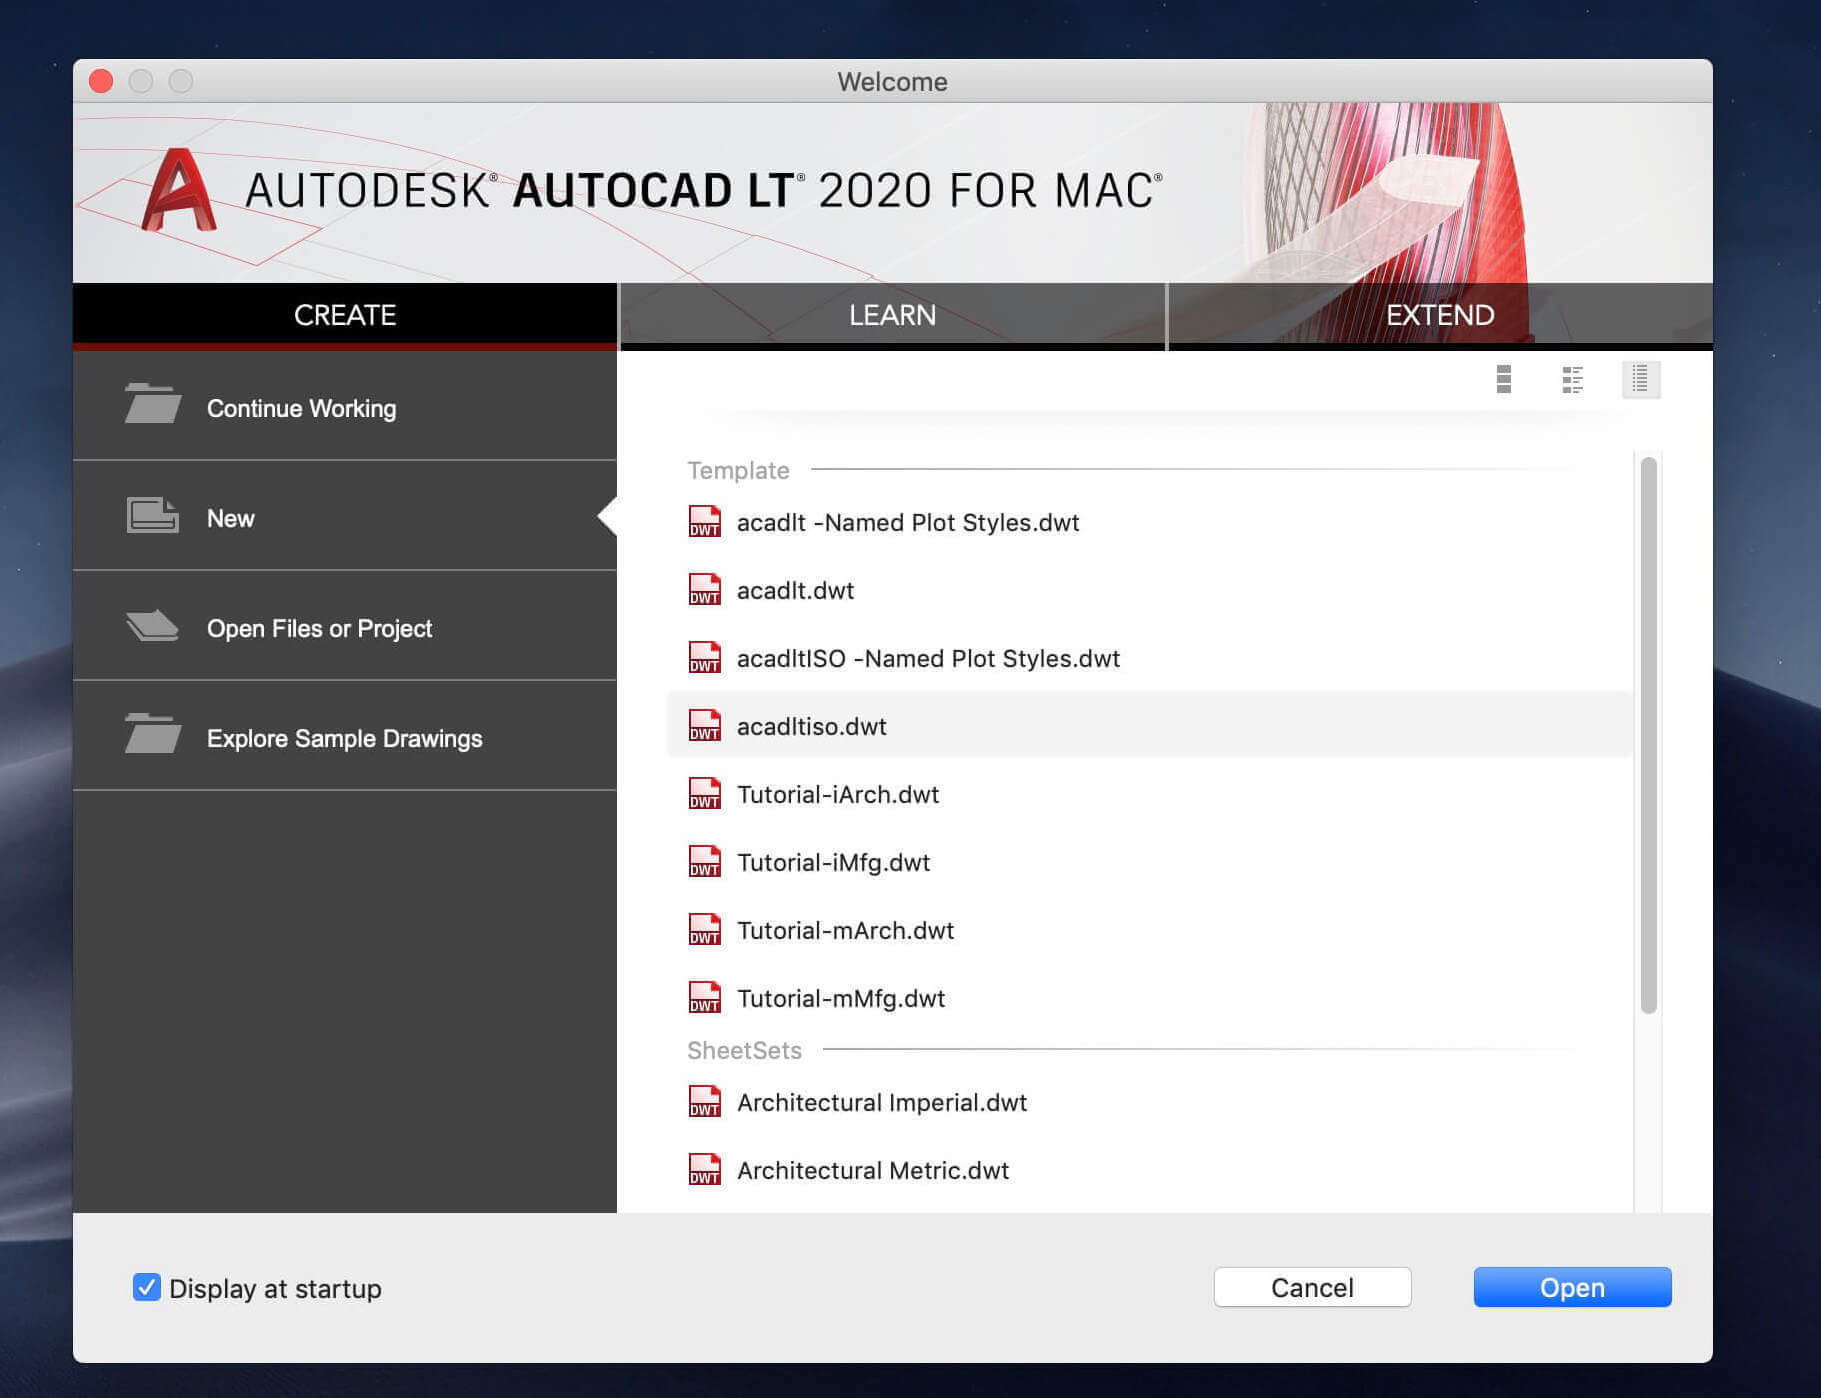 Welcome
AUTODESK® AUTOCAD LT® 2020 FOR MAC®
CREATE
LEARN
EXTEND
Continue Working
New
Open Files or Project
Explore Sample Drawings
Template
DWT acadlt -Named Plot Styles.dwt
DWT acadlt.dwt
DWT acadltISO -Named Plot Styles.dwt
DWT acadltiso.dwt
DWT Tutorial-iArch.dwt
DWT Tutorial-iMfg.dwt
DWT Tutorial-mArch.dwt
DWT Tutorial-mMfg.dwt
SheetSets
DWT Architectural Imperial.dwt
DWT Architectural Metric.dwt
Display at startup
Cancel
Open